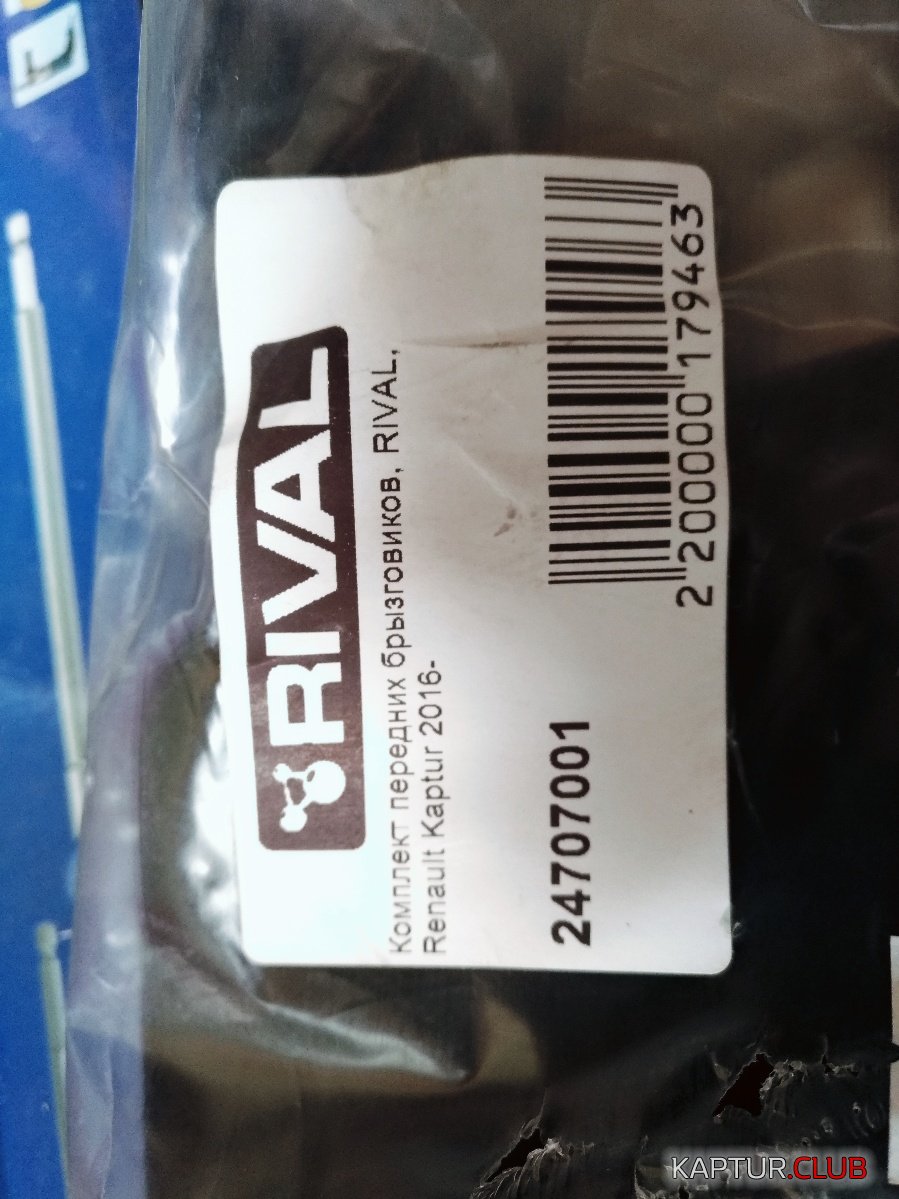 RIVAL
Комплект передних брызговиков, RIVAL,
Renault Kaptur 2016-
24707001
2 200000 179463
KAPTUR.CLUB